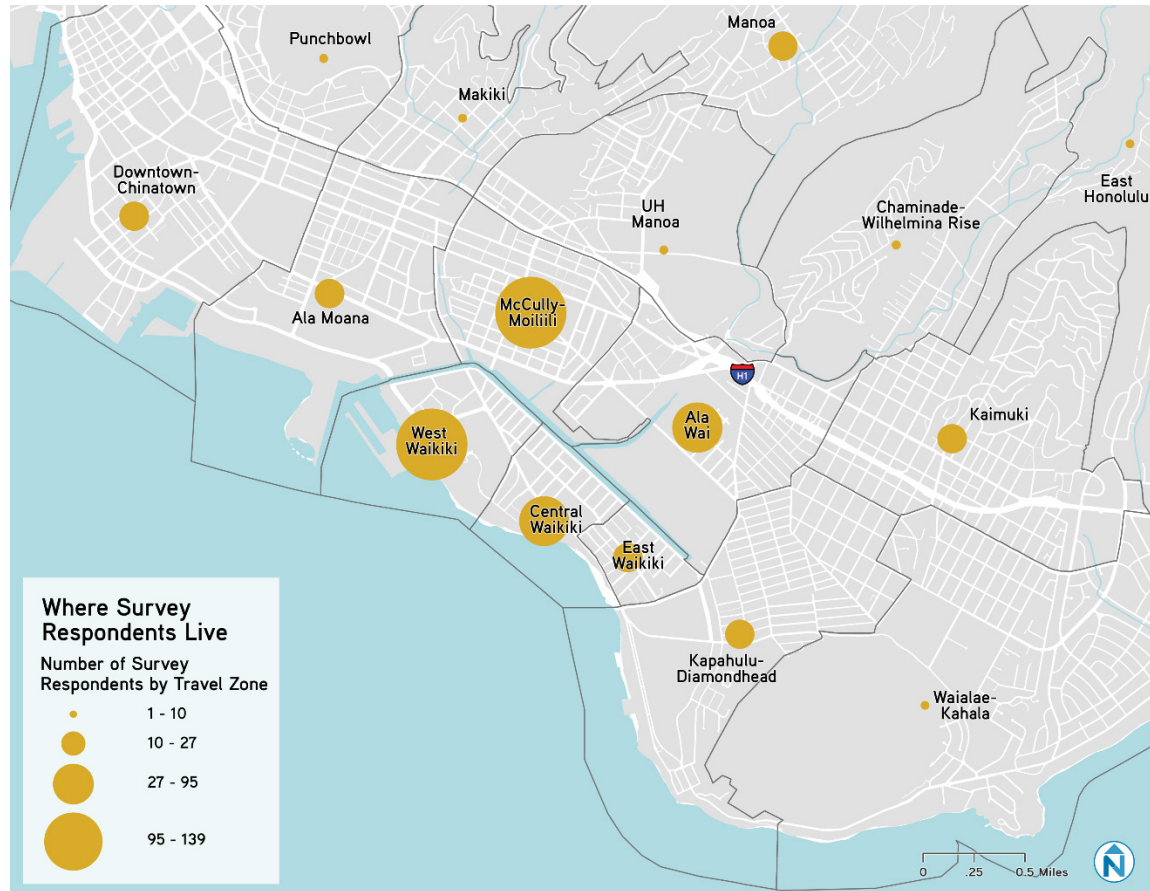 Punchbowl
Manoa
Makiki
Downtown-
Chinatown
East
Honolulu
UH
Manoa
Chaminade-
Wilhelmina Rise
Ala Moana
McCully-
Moiliili
H1
West
Waikiki
Ala
Wai
Kaimuki
Central
Waikiki
East
Waikiki
Kapahulu-
Diamondhead
Waialae-
Kahala
Where Survey
Respondents Live
Number of Survey
Respondents by Travel Zone
1 - 10
10 - 27
27 - 95
95 - 139
0 .25 0.5 Miles
N